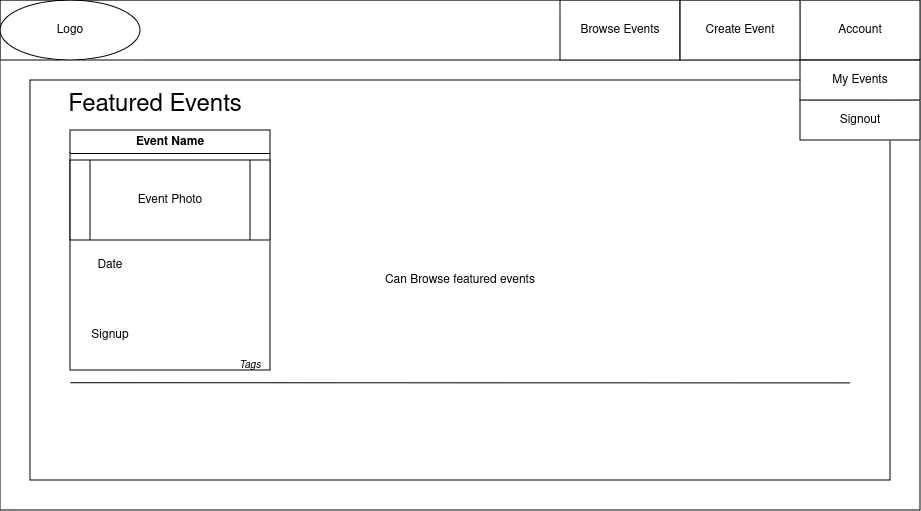 Logo
Browse Events
Create Event
Account
My Events
Signout
Featured Events
Event Name
Event Photo
Date
Can Browse featured events
Signup
Tags